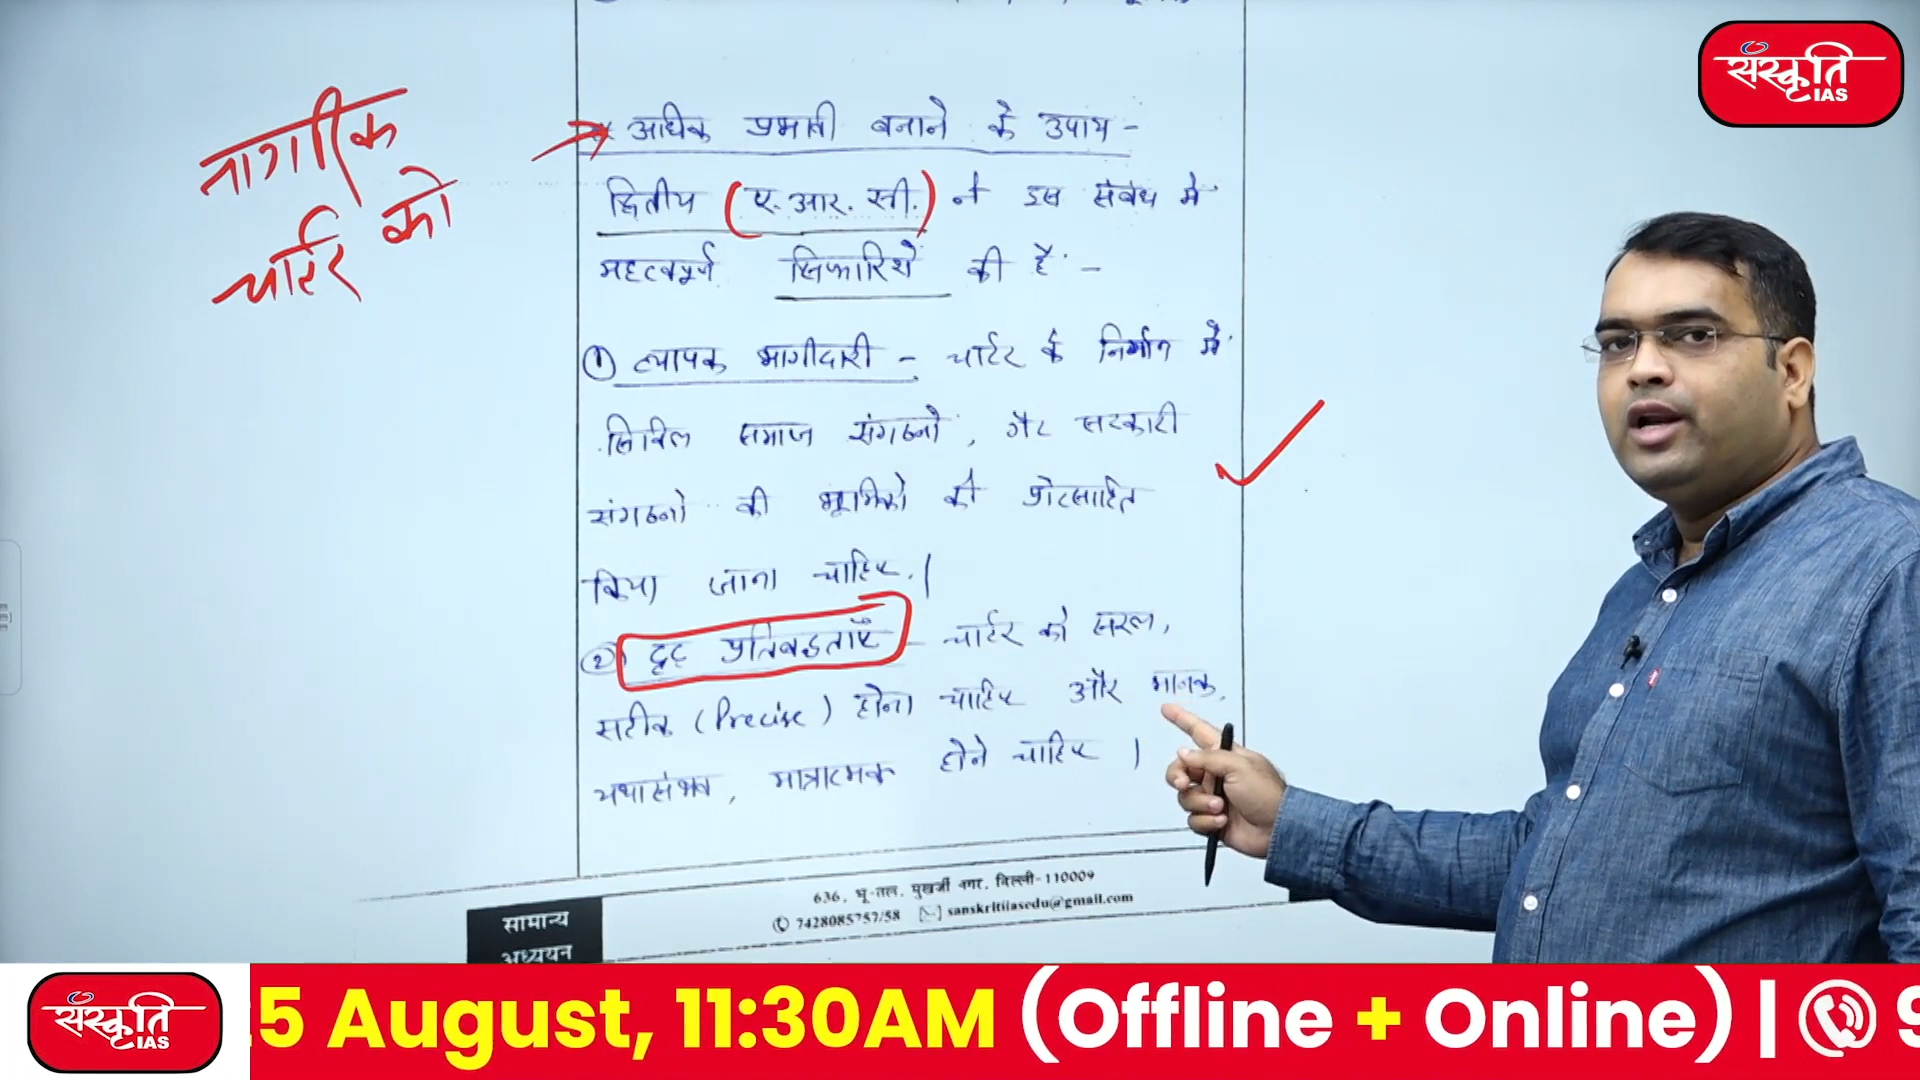 संस्कृति
IAS
नागरिक
चार्टर को
अधिक प्रभावी बनाने के उपाय -
द्वितीय (ए.आर.सी.) ने इस संबंध में
महत्वपूर्ण सिफारिशें की हैं -
① व्यापक भागीदारी - चार्टर के निर्माण में
सिविल समाज संगठनों, गैर सरकारी
संगठनों की भूमिका को प्रोत्साहित
किया जाना चाहिए।
② दृढ़ प्रतिबद्धताएँ - चार्टर को सरल,
सटीक (Precise) होना चाहिए और मानक,
यथासंभव, मात्रात्मक होने चाहिए।
636, भू-तल, मुखर्जी नगर, दिल्ली-110009
7428085757/58 sanskritiiasedu@gmail.com
सामान्य
अध्ययन
संस्कृति
IAS
25 August, 11:30AM (Offline + Online) | 9